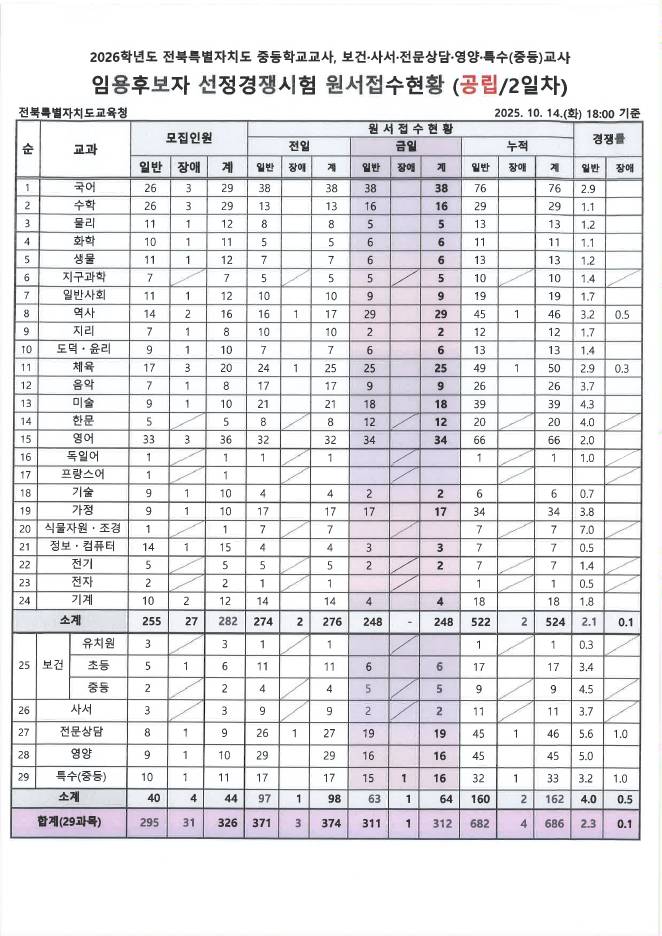 2026학년도 전북특별자치도 중등학교교사, 보건·사서·전문상담·영양·특수(중등)교사
임용후보자 선정경쟁시험 원서접수현황 (공립/2일차)
전북특별자치도교육청 2025. 10. 14.(화) 18:00 기준
순 교과 모집인원 원서접수현황 경쟁률
전일 금일 누적
일반 장애 계 일반 장애 계 일반 장애 계 일반 장애 계 일반 장애
1 국어 26 3 29 38 38 38 38 76 76 2.9
2 수학 26 3 29 13 13 16 16 29 29 1.1
3 물리 11 1 12 8 8 5 5 13 13 1.2
4 화학 10 1 11 5 5 6 6 11 11 1.1
5 생물 11 1 12 7 7 6 6 13 13 1.2
6 지구과학 7 7 5 5 5 5 10 10 1.4
7 일반사회 11 1 12 10 10 9 9 19 19 1.7
8 역사 14 2 16 16 1 17 29 29 45 1 46 3.2 0.5
9 지리 7 1 8 10 10 2 2 12 12 1.7
10 도덕·윤리 9 1 10 7 7 6 6 13 13 1.4
11 체육 17 3 20 24 1 25 25 25 49 1 50 2.9 0.3
12 음악 7 1 8 17 17 9 9 26 26 3.7
13 미술 9 1 10 21 21 18 18 39 39 4.3
14 한문 5 5 8 8 12 12 20 20 4.0
15 영어 33 3 36 32 32 34 34 66 66 2.0
16 독일어 1 1 1 1 1 1 1.0
17 프랑스어 1 1
18 기술 9 1 10 4 4 2 2 6 6 0.7
19 가정 9 1 10 17 17 17 17 34 34 3.8
20 식물자원·조경 1 1 7 7 7 7 7.0
21 정보·컴퓨터 14 1 15 4 4 3 3 7 7 0.5
22 전기 5 5 5 5 2 2 7 7 1.4
23 전자 2 2 1 1 1 1 0.5
24 기계 10 2 12 14 14 4 4 18 18 1.8
소계 255 27 282 274 2 276 248 - 248 522 2 524 2.1 0.1
25 보건 유치원 3 3 1 1 1 1 0.3
초등 5 1 6 11 11 6 6 17 17 3.4
중등 2 2 4 4 5 5 9 9 4.5
26 사서 3 3 9 9 2 2 11 11 3.7
27 전문상담 8 1 9 26 1 27 19 19 45 1 46 5.6 1.0
28 영양 9 1 10 29 29 16 16 45 45 5.0
29 특수(중등) 10 1 11 17 17 15 1 16 32 1 33 3.2 1.0
소계 40 4 44 97 1 98 63 1 64 160 2 162 4.0 0.5
합계(29과목) 295 31 326 371 3 374 311 1 312 682 4 686 2.3 0.1